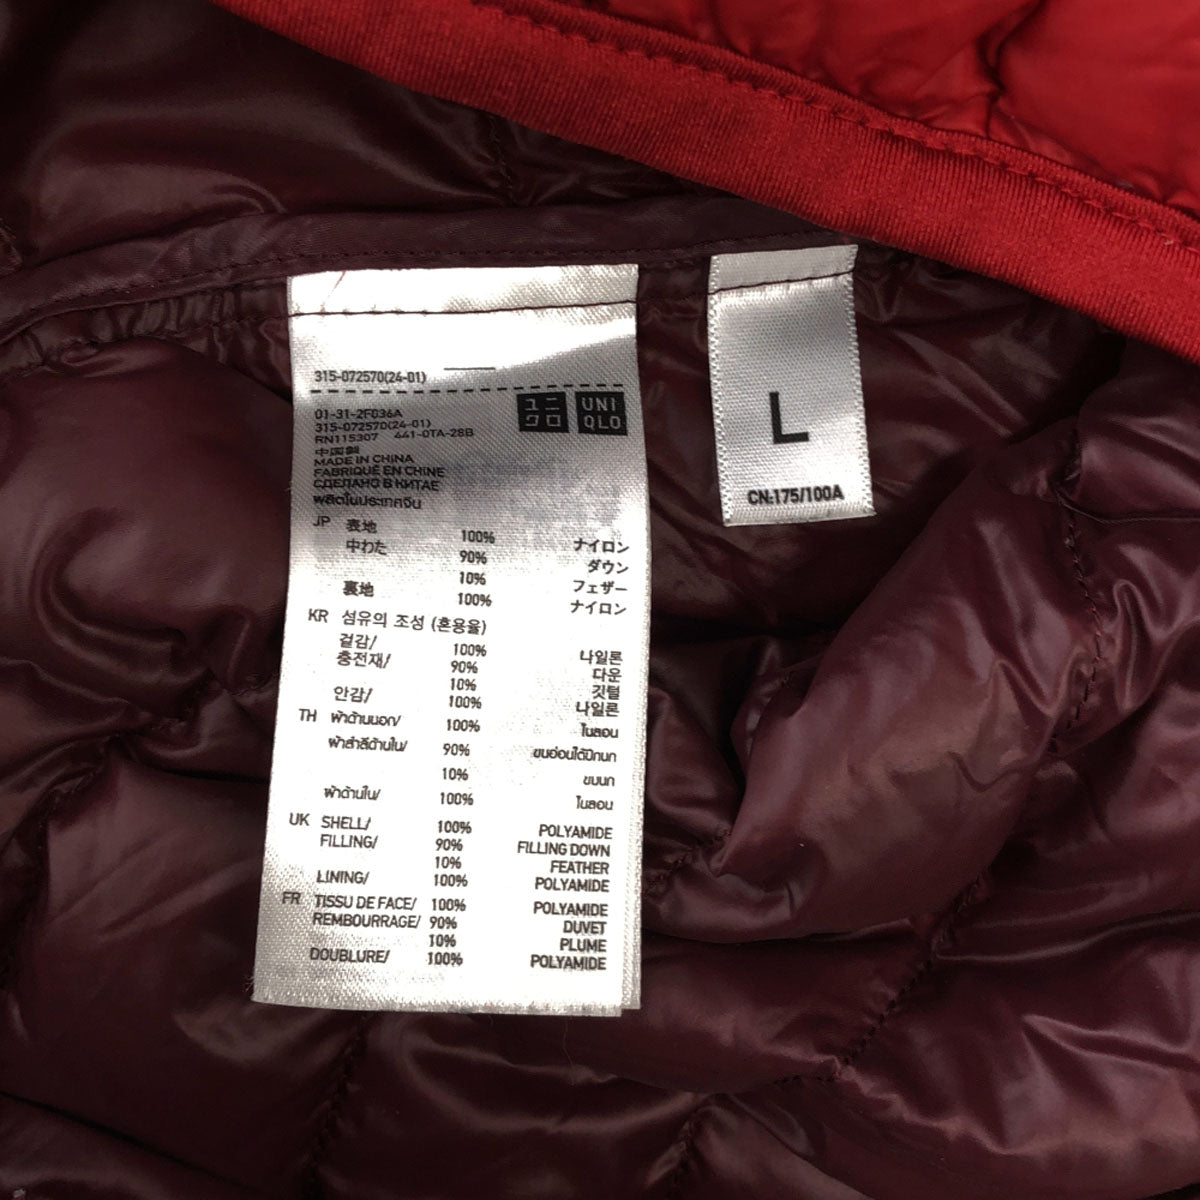 315-072570(24-01)
01-31-2F036A
315-072570(24-01)
RN115307 441-0TA-28B
ユニ
クロ
UNI
QLO
中国製
MADE IN CHINA
FABRIQUÉ EN CHINE
СДЕЛАНО В КИТАЕ
ผลิตในประเทศจีน
JP 表地 100% ナイロン
中わた 90% ダウン
10% フェザー
裏地 100% ナイロン
KR 섬유의 조성 (혼용율)
겉감/ 100% 나일론
충전재/ 90% 다운
10% 깃털
안감/ 100% 나일론
TH ผ้าด้านนอก/ 100% ไนลอน
ผ้าสำลีด้านใน/ 90% ขนอ่อนใต้ปีกนก
10% ขนนก
ผ้าด้านใน/ 100% ไนลอน
UK SHELL/ 100% POLYAMIDE
FILLING/ 90% FILLING DOWN
10% FEATHER
LINING/ 100% POLYAMIDE
FR TISSU DE FACE/ 100% POLYAMIDE
REMBOURRAGE/ 90% DUVET
10% PLUME
DOUBLURE/ 100% POLYAMIDE
L
CN:175/100A